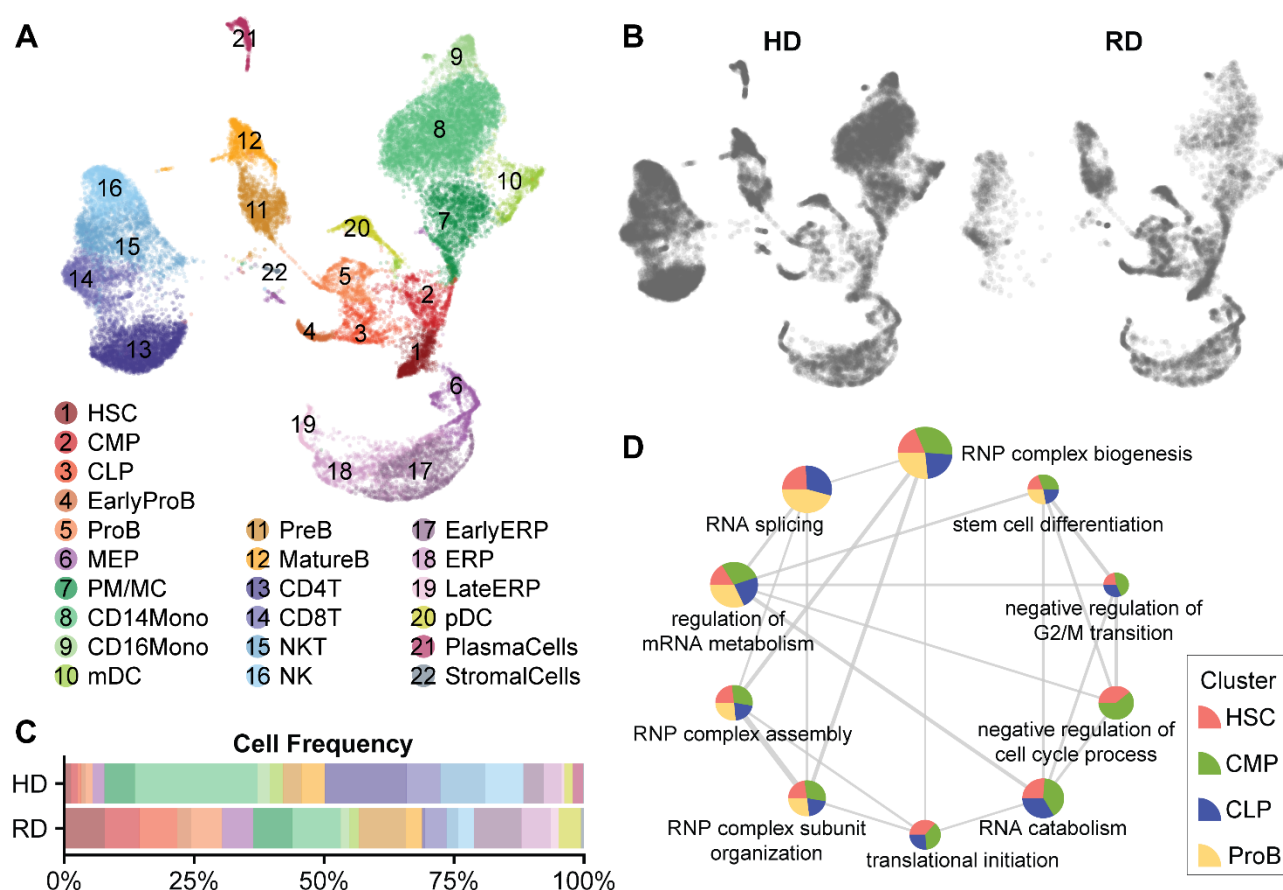 A
21
9
8
12
16
10
11
7
20
15
14
22
5
2
4
3
1
13
6
19
18
17
1 HSC
2 CMP
3 CLP
4 EarlyProB
5 ProB
6 MEP
7 PM/MC
8 CD14Mono
9 CD16Mono
10 mDC
11 PreB
12 MatureB
13 CD4T
14 CD8T
15 NKT
16 NK
17 EarlyERP
18 ERP
19 LateERP
20 pDC
21 PlasmaCells
22 StromalCells
B
HD
RD
C
Cell Frequency
HD
RD
0%
25%
50%
75%
100%
D
RNP complex biogenesis
stem cell differentiation
negative regulation of
G2/M transition
negative regulation of
cell cycle process
RNA catabolism
translational initiation
RNP complex subunit
organization
RNP complex assembly
regulation of
mRNA metabolism
RNA splicing
Cluster
HSC
CMP
CLP
ProB